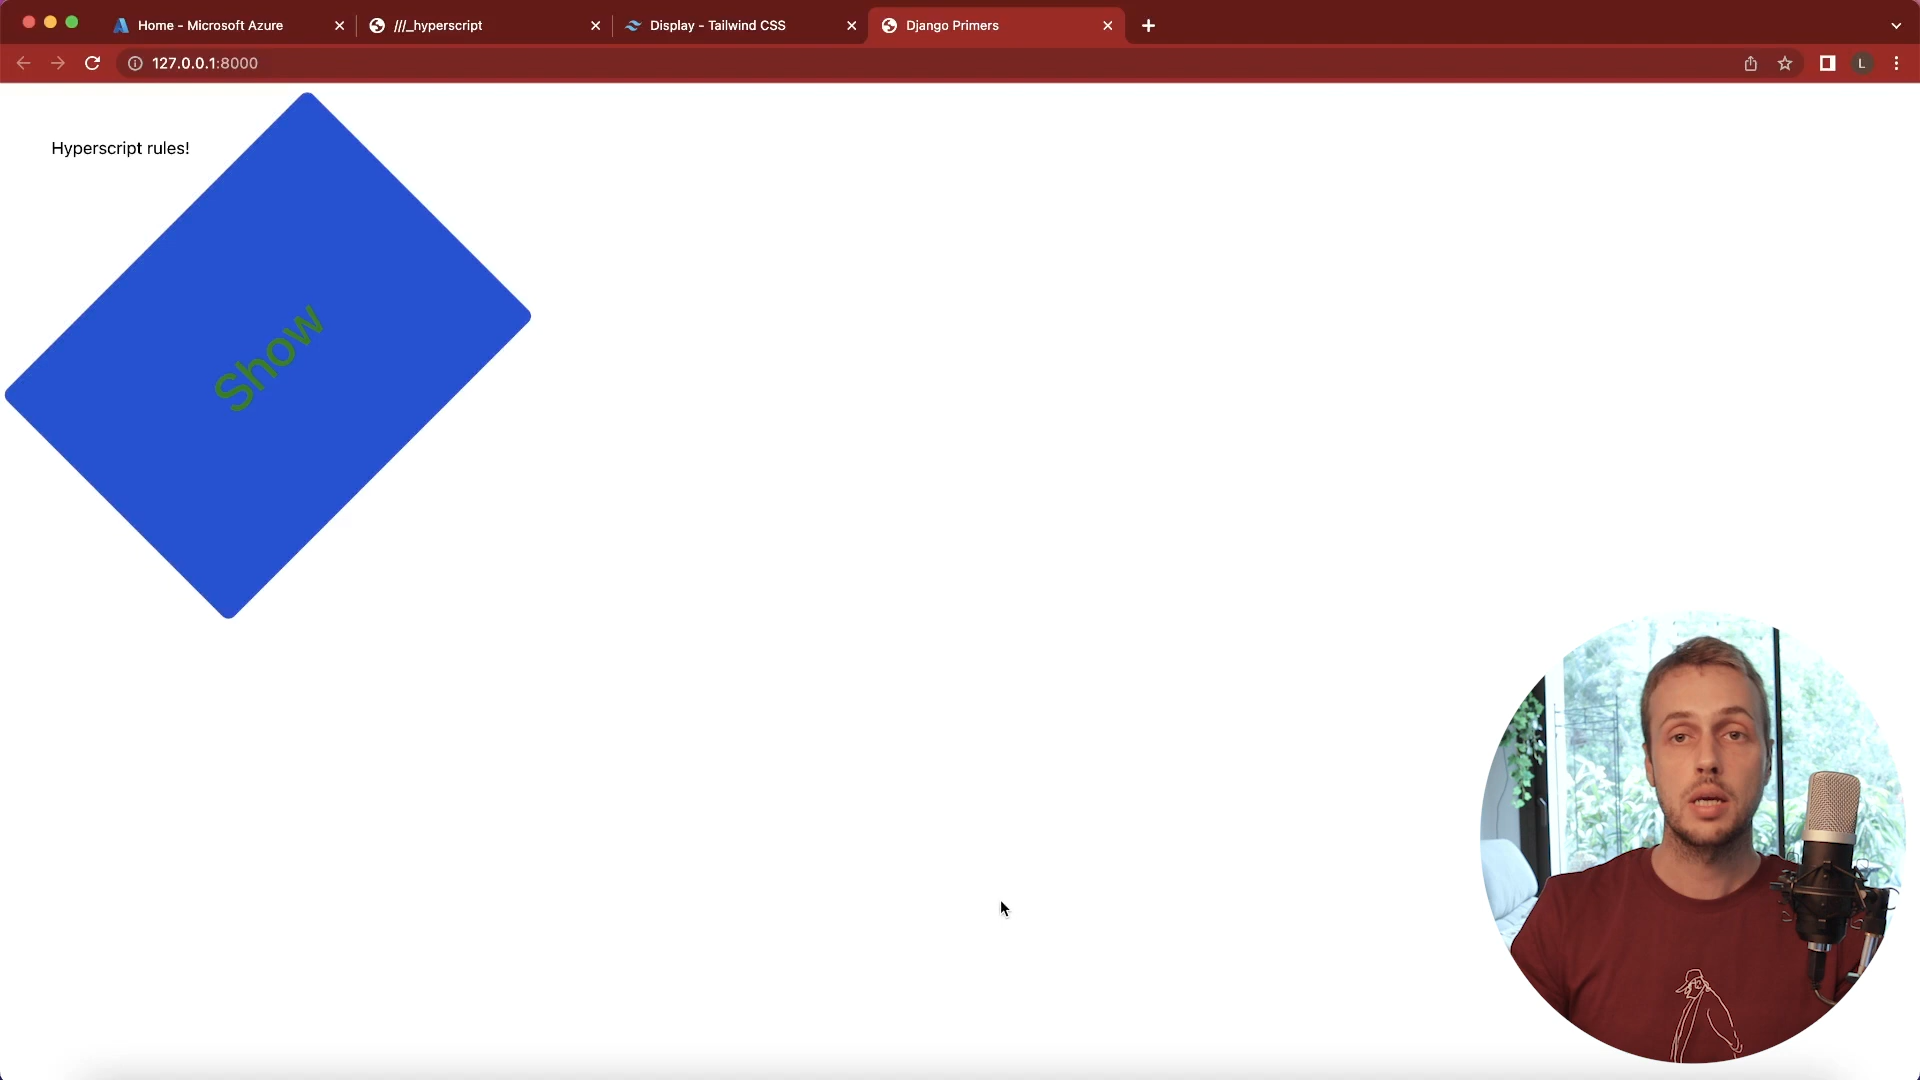 Home - Microsoft Azure
///_hyperscript
Display - Tailwind CSS
Django Primers
127.0.0.1:8000
L
Hyperscript rules!
Show